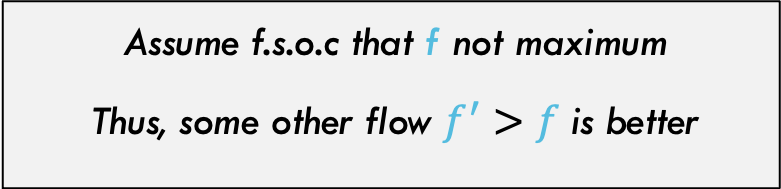 Assume f.s.o.c that f not maximum
Thus, some other flow f′ > f is better